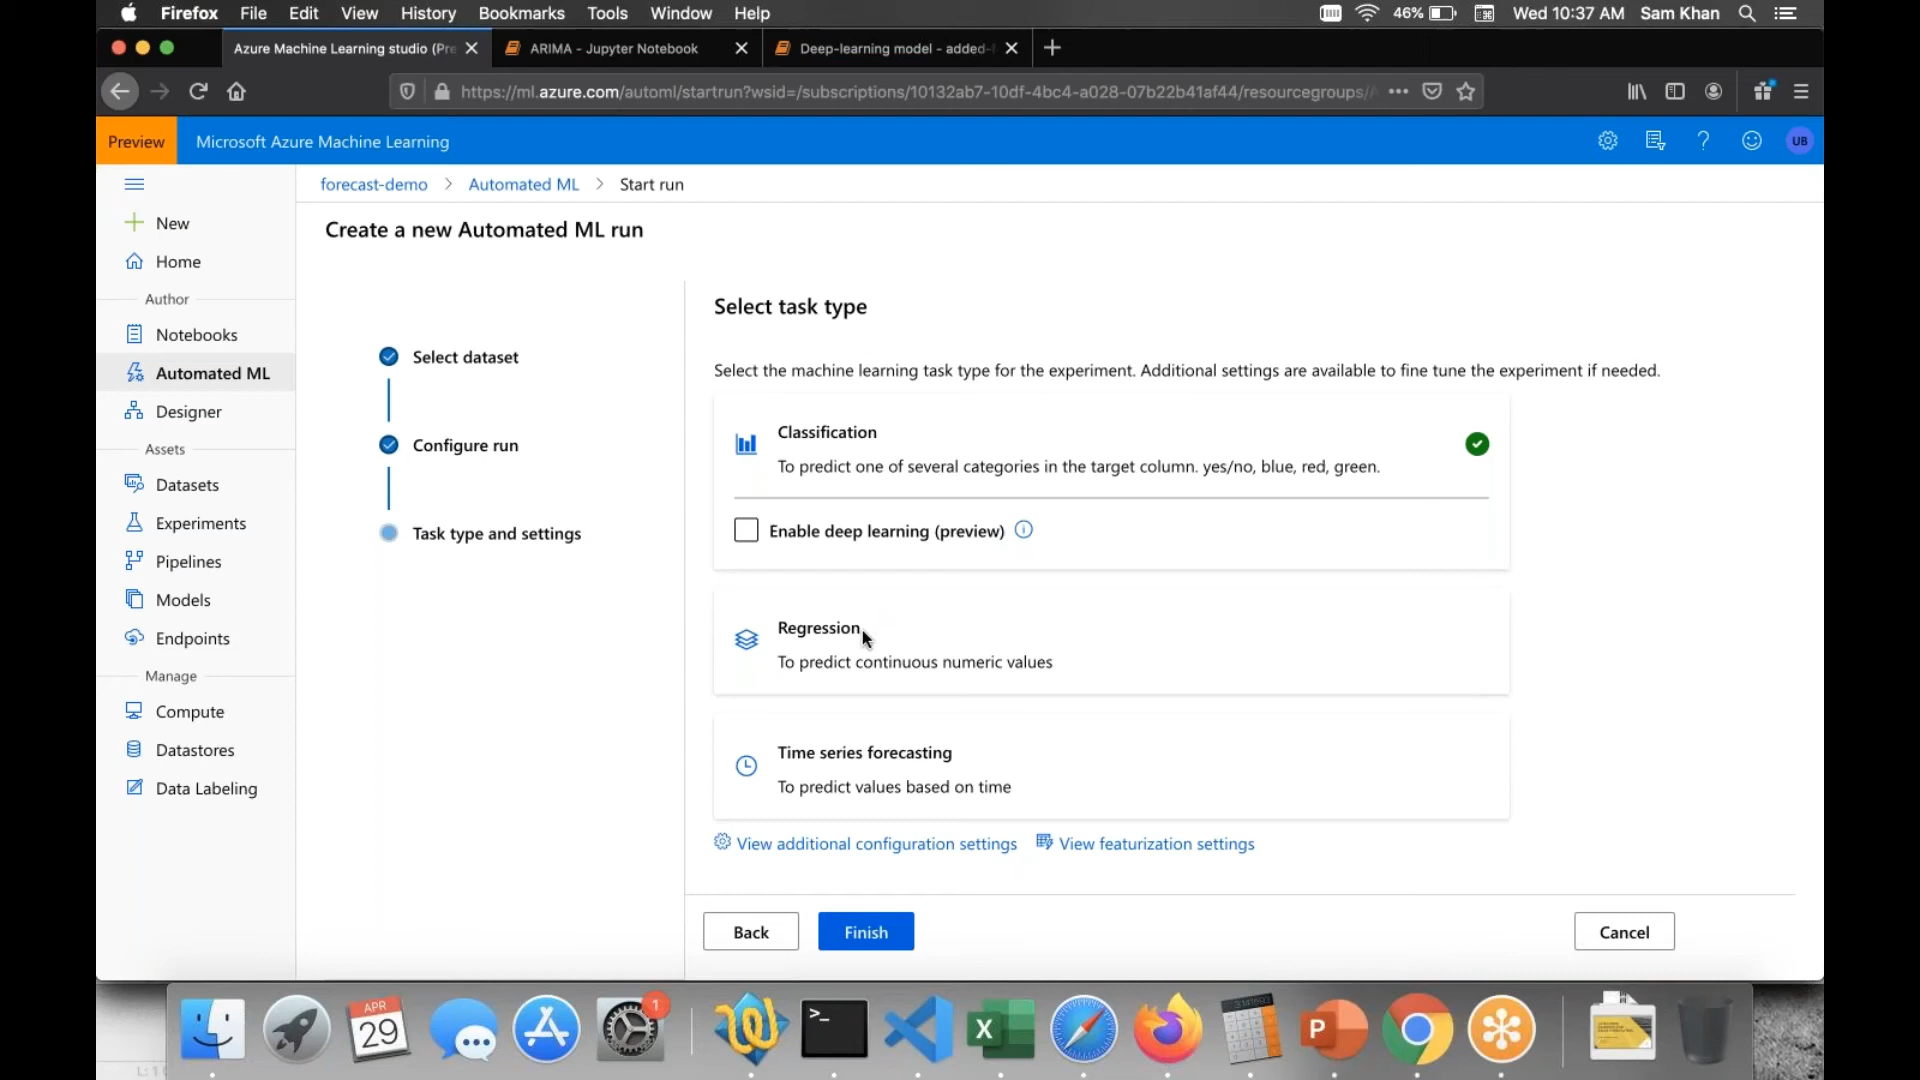 Firefox File Edit View History Bookmarks Tools Window Help 46% Wed 10:37 AM Sam Khan
Azure Machine Learning studio (Pre ARIMA - Jupyter Notebook Deep-learning model - added-
https://ml.azure.com/automl/startrun?wsid=/subscriptions/10132ab7-10df-4bc4-a028-07b22b41af44/resourcegroups/
Preview Microsoft Azure Machine Learning UB
forecast-demo > Automated ML > Start run
New
Home
Author
Notebooks
Automated ML
Designer
Assets
Datasets
Experiments
Pipelines
Models
Endpoints
Manage
Compute
Datastores
Data Labeling
Create a new Automated ML run
Select dataset
Configure run
Task type and settings
Select task type
Select the machine learning task type for the experiment. Additional settings are available to fine tune the experiment if needed.
Classification
To predict one of several categories in the target column. yes/no, blue, red, green.
Enable deep learning (preview)
Regression
To predict continuous numeric values
Time series forecasting
To predict values based on time
View additional configuration settings View featurization settings
Back Finish Cancel
APR
29
1